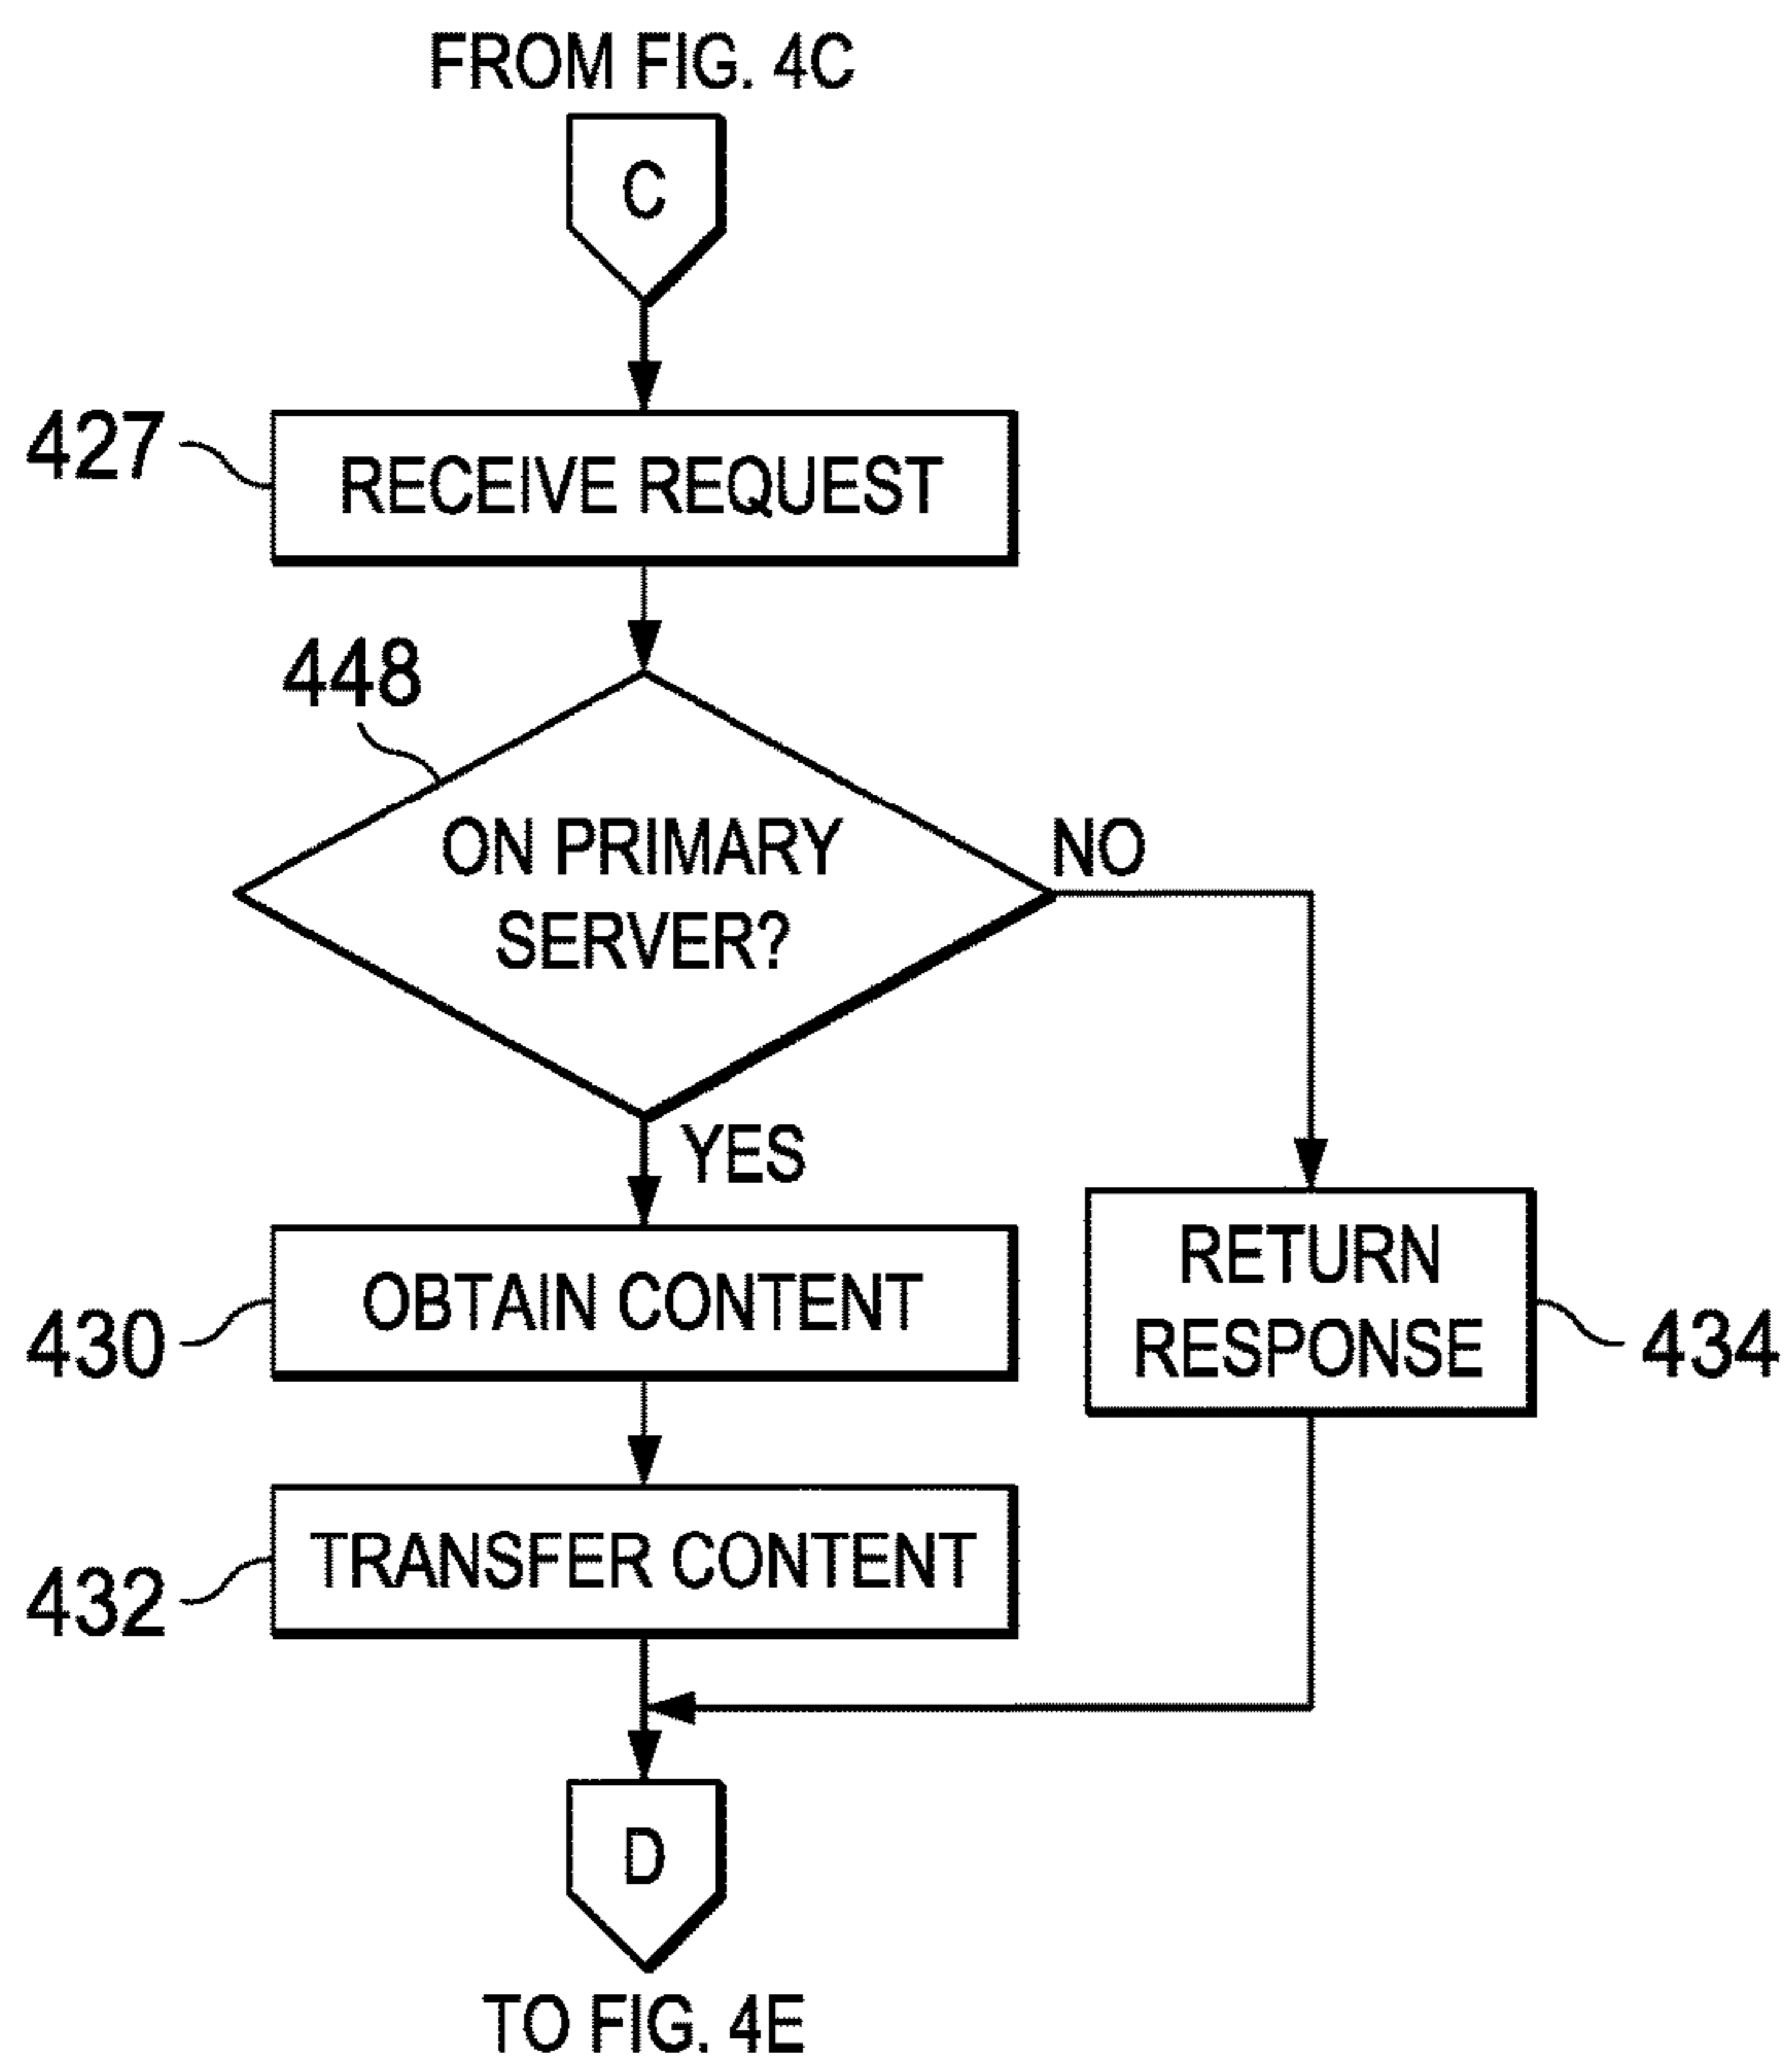 FROM FIG. 4C
C
427
RECEIVE REQUEST
448
ON PRIMARY
SERVER?
NO
YES
430
OBTAIN CONTENT
RETURN
RESPONSE
434
432
TRANSFER CONTENT
D
TO FIG. 4E